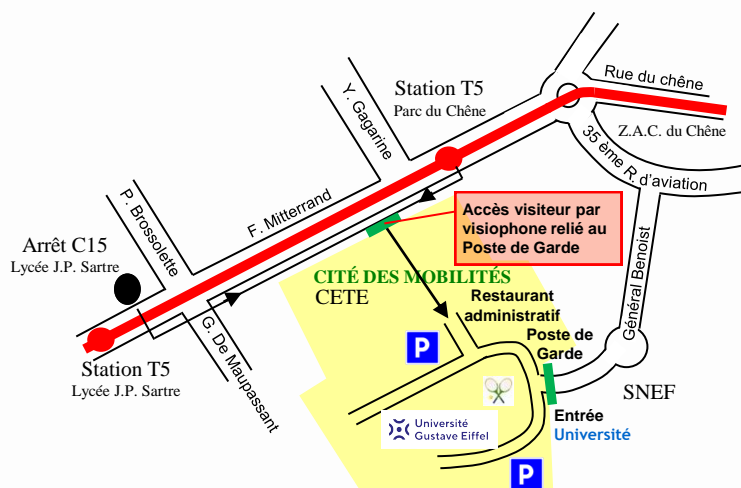 Rue du chêne
Station T5
Parc du Chêne
Z.A.C. du Chêne
Y. Gagarine
35 ème R. d'aviation
P. Brossolette
F. Mitterrand
Accès visiteur par
visiophone relié au
Poste de Garde
Arrêt C15
Lycée J.P. Sartre
CITÉ DES MOBILITÉS
CETE
Général Benoist
Restaurant
administratif
Poste de
Garde
G. De Maupassant
P
Station T5
Lycée J.P. Sartre
SNEF
Université
Gustave Eiffel
Entrée
Université
P